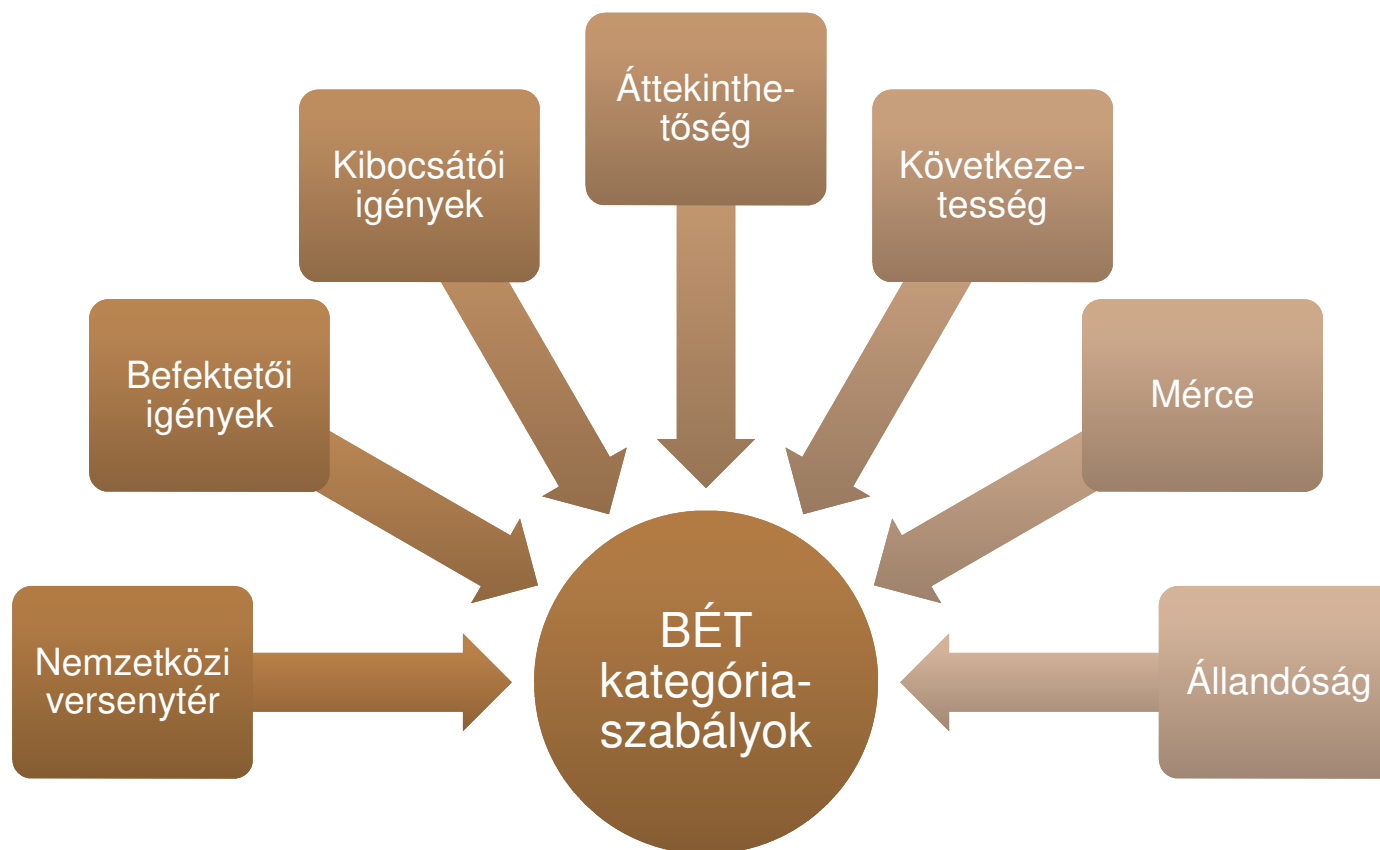 Áttekinthe-
tőség
Kibocsátói
igények
Következe-
tesség
Befektetői
igények
Mérce
BÉT
kategória-
szabályok
Nemzetközi
versenytér
Állandóság